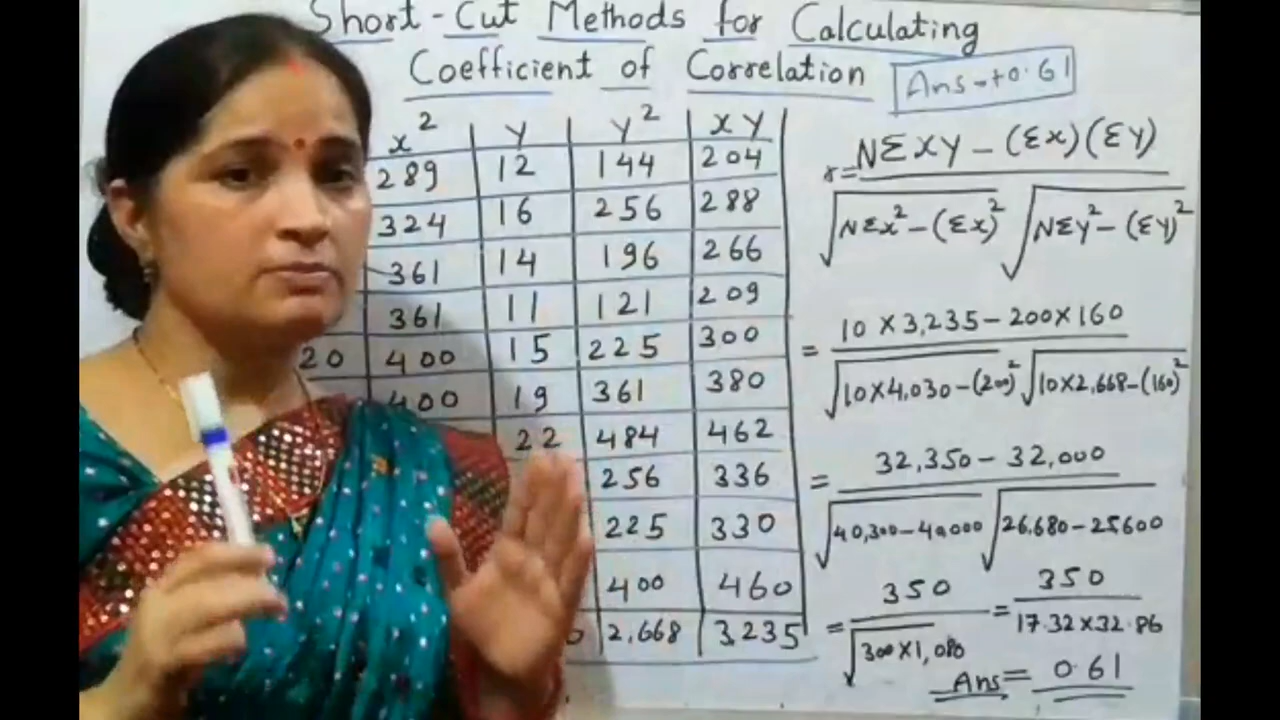 Short-Cut Methods for Calculating
Coefficient of Correlation
Ans - +0.61
x² y y² xy
289 12 144 204
324 16 256 288
361 14 196 266
361 11 121 209
20 400 15 225 300
400 19 361 380
22 484 462
256 336
225 330
400 460
0 2,668 3235
r = NΣXY - (Σx)(Σy)
√NΣx² - (Σx)² √NΣy² - (Σy)²
= 10 × 3,235 - 200 × 160
√10×4,030 - (200)² √10×2,668 - (160)²
= 32,350 - 32,000
√40,300 - 40,000 √26,680 - 25600
= 350 = 350
√300 × 1,080 17.32 × 32.86
Ans = 0.61